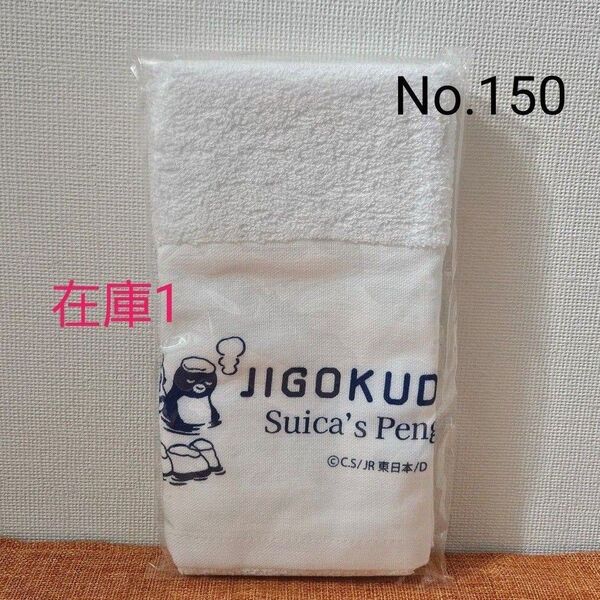 No.150
在庫1
JIGOKUD
Suica's Peng
©C.S/JR東日本/D